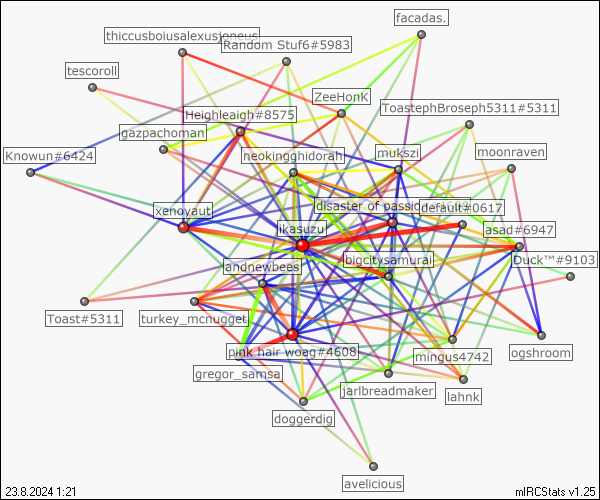 facadas.
thiccusboiusalexusjoneus
Random Stuf6#5983
tescoroll
ZeeHonK
ToastephBroseph5311#5311
Heighleaigh#8575
gazpachoman
Knowun#6424
neokingghidorah
mukszi
moonraven
xenoyaut
disaster of passi
default#0617
ikasuzu
asad#6947
bigcitysamurai
Duck™#9103
andnewbees
Toast#5311
turkey_mcnugget
pink hair woag#4608
mingus4742
ogshroom
gregor_samsa
jarlbreadmaker
lahnk
doggerdig
avelicious
23.8.2024 1:21
mIRCStats v1.25